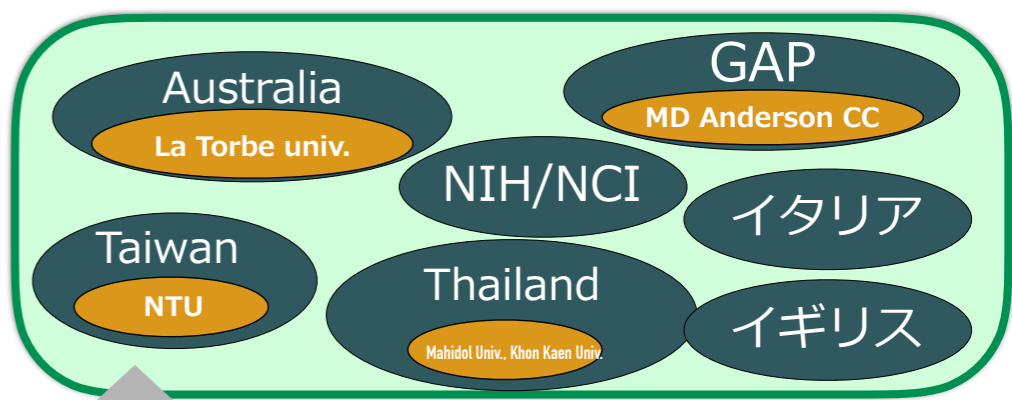 Australia
La Torbe univ.
GAP
MD Anderson CC
NIH/NCI
イタリア
Taiwan
NTU
Thailand
Mahidol Univ., Khon Kaen Univ.
イギリス